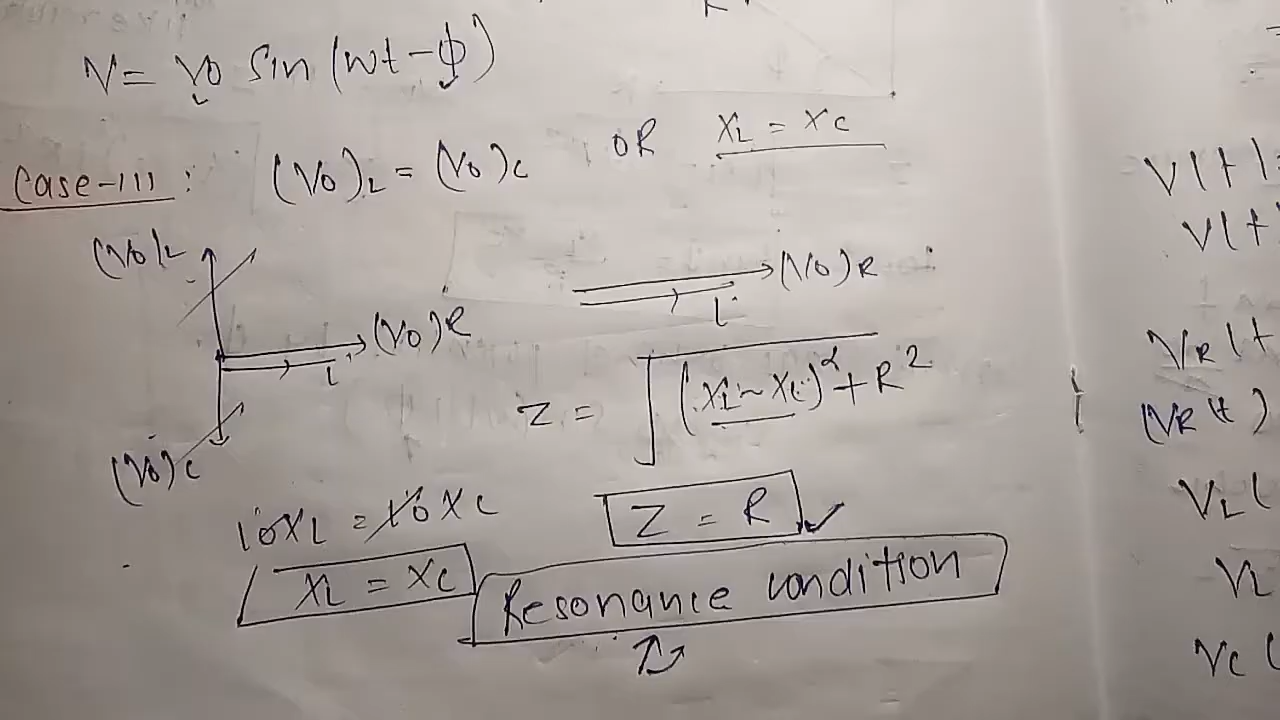 V = V0 Sin (wt - ϕ)
Case-III : (V0)L = (V0)C OR XL = XC
(V0)L
(V0)R
i
(V0)C
(V0)R
i
Z = √(XL ~ XC)² + R²
i0XL = i0XC
XL = XC
Z = R ✓
Resonance condition
V(t)=
V(t
VR(t
(VR(t)
VL(
VL
VC(